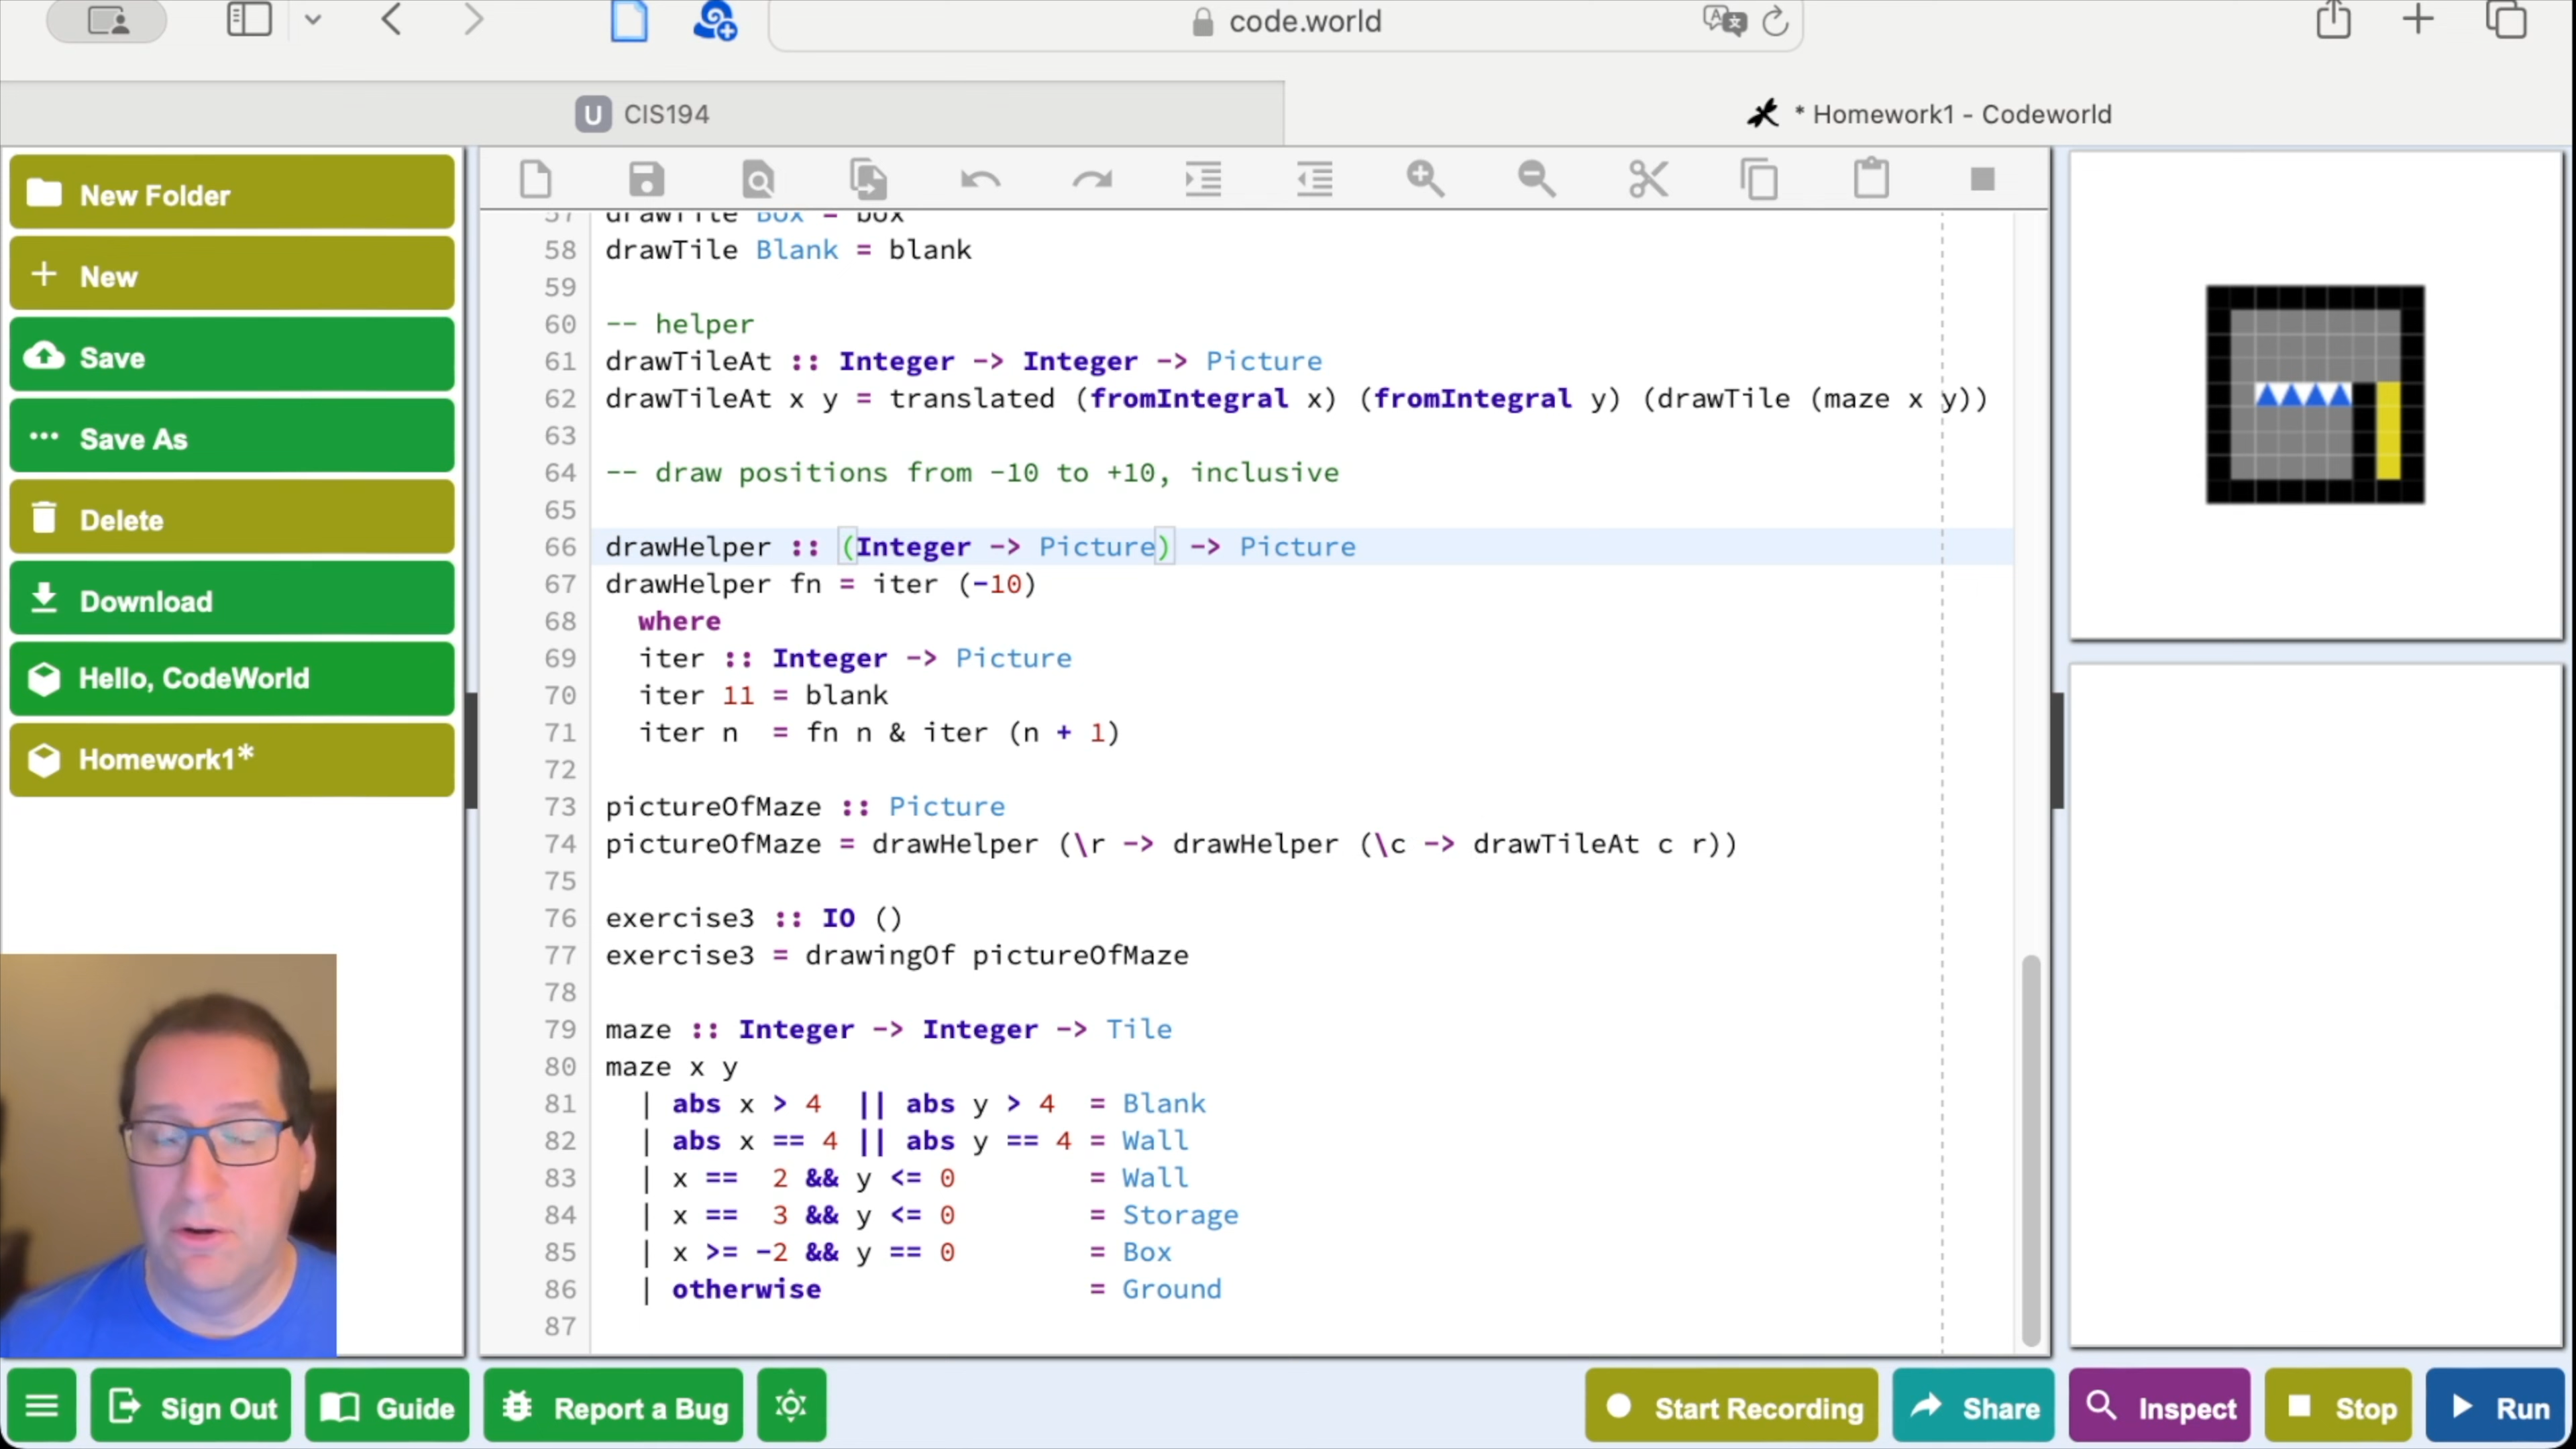 code.world
CIS194
* Homework1 - Codeworld
New Folder
New
Save
Save As
Delete
Download
Hello, CodeWorld
Homework1*
57 drawTile Box = box
58 drawTile Blank = blank
59
60 -- helper
61 drawTileAt :: Integer -> Integer -> Picture
62 drawTileAt x y = translated (fromIntegral x) (fromIntegral y) (drawTile (maze x y))
63
64 -- draw positions from -10 to +10, inclusive
65
66 drawHelper :: (Integer -> Picture) -> Picture
67 drawHelper fn = iter (-10)
68   where
69   iter :: Integer -> Picture
70   iter 11 = blank
71   iter n  = fn n & iter (n + 1)
72
73 pictureOfMaze :: Picture
74 pictureOfMaze = drawHelper (\r -> drawHelper (\c -> drawTileAt c r))
75
76 exercise3 :: IO ()
77 exercise3 = drawingOf pictureOfMaze
78
79 maze :: Integer -> Integer -> Tile
80 maze x y
81   | abs x > 4  || abs y > 4  = Blank
82   | abs x == 4 || abs y == 4 = Wall
83   | x ==  2 && y <= 0        = Wall
84   | x ==  3 && y <= 0        = Storage
85   | x >= -2 && y == 0        = Box
86   | otherwise                = Ground
87
Sign Out
Guide
Report a Bug
Start Recording
Share
Inspect
Stop
Run